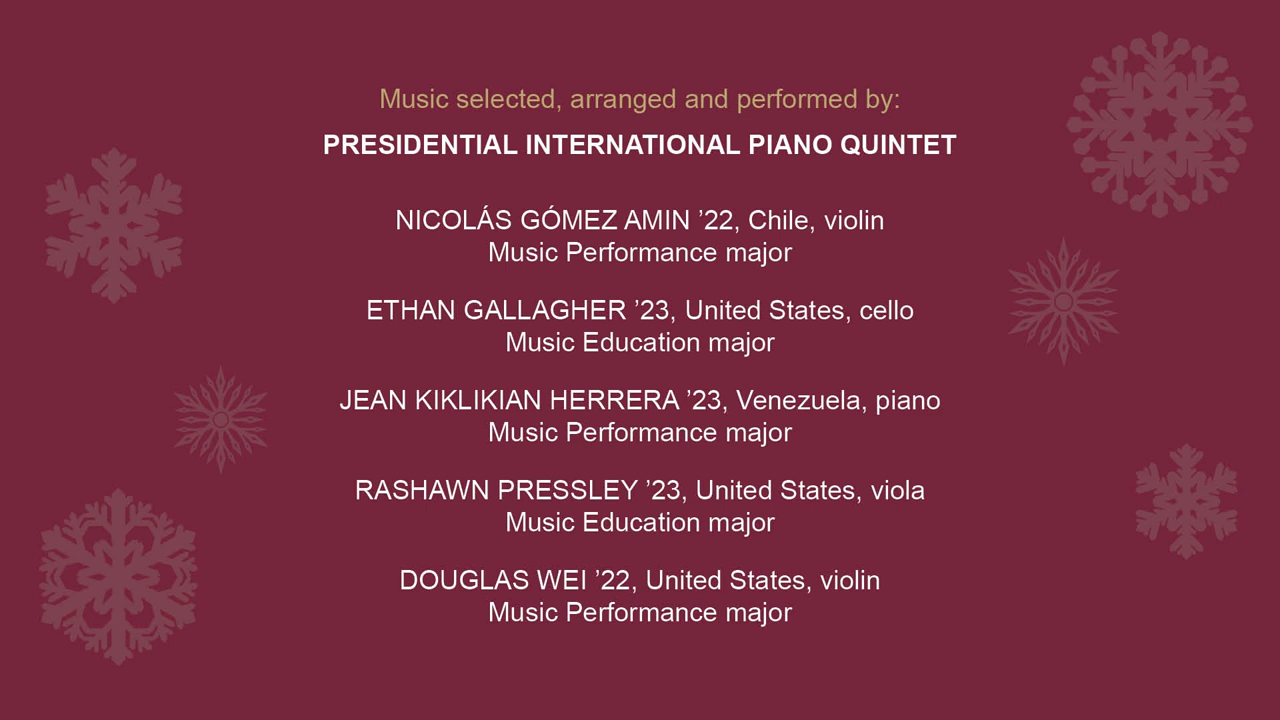 Music selected, arranged and performed by:
PRESIDENTIAL INTERNATIONAL PIANO QUINTET
NICOLÁS GÓMEZ AMIN ’22, Chile, violin
Music Performance major
ETHAN GALLAGHER ’23, United States, cello
Music Education major
JEAN KIKLIKIAN HERRERA ’23, Venezuela, piano
Music Performance major
RASHAWN PRESSLEY ’23, United States, viola
Music Education major
DOUGLAS WEI ’22, United States, violin
Music Performance major